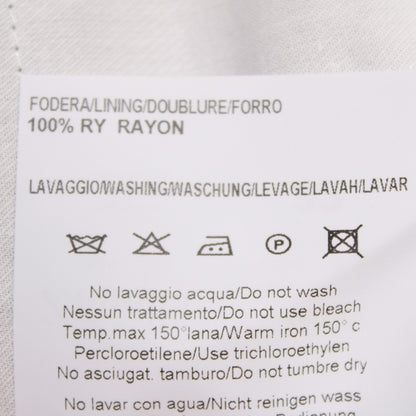 FODERA/LINING/DOUBLURE/FORRO
100% RY RAYON
LAVAGGIO/WASHING/WASCHUNG/LEVAGE/LAVAH/LAVAR
P
No lavaggio acqua/Do not wash
Nessun trattamento/Do not use bleach
Temp.max 150°lana/Warm iron 150° c
Percloroetilene/Use trichloroethylen
No asciugat. tamburo/Do not tumble dry
No lavar con agua/Nicht reinigen wass